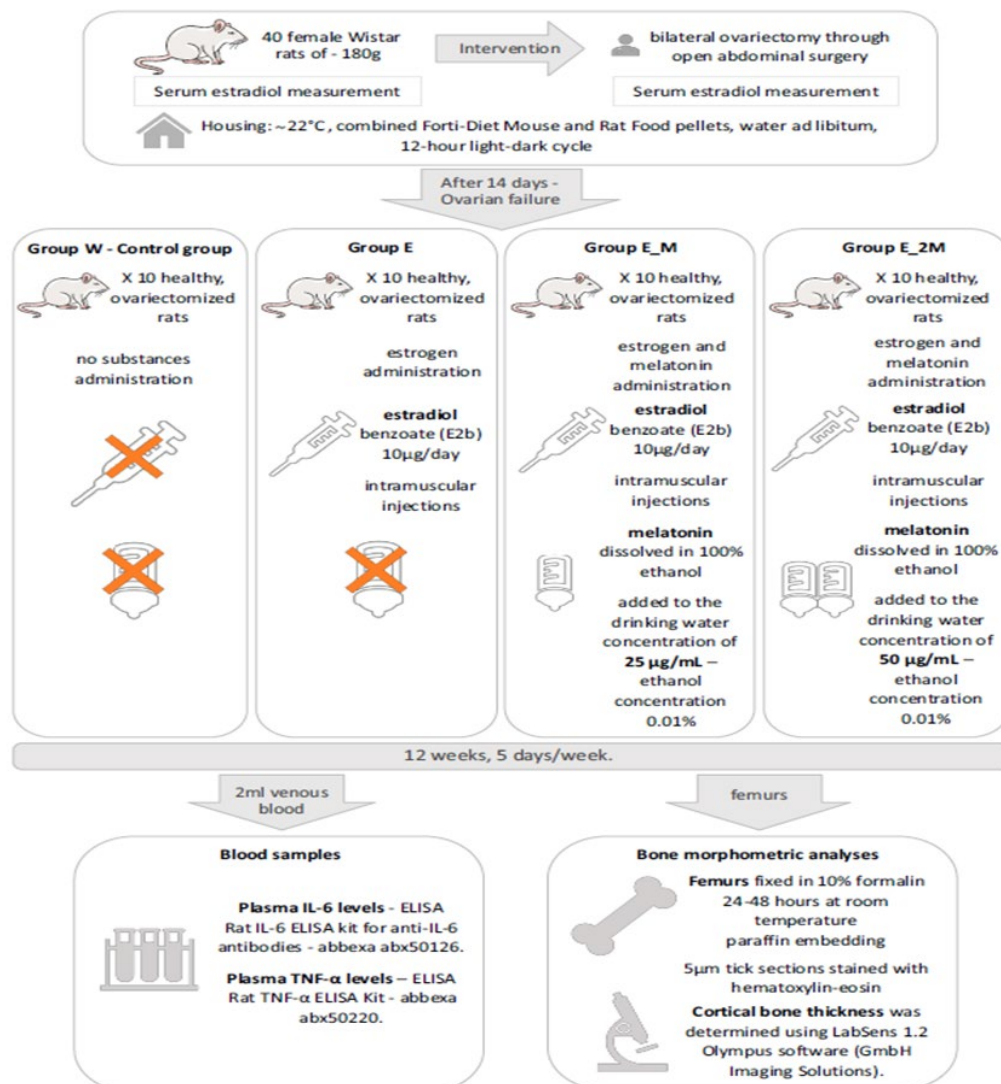 40 female Wistar
rats of - 180g
Intervention
bilateral ovariectomy through
open abdominal surgery
Serum estradiol measurement
Serum estradiol measurement
Housing: ~22°C, combined Forti-Diet Mouse and Rat Food pellets, water ad libitum,
12-hour light-dark cycle
After 14 days -
Ovarian failure
Group W - Control group
X 10 healthy,
ovariectomized
rats
no substances
administration
Group E
X 10 healthy,
ovariectomized
rats
estrogen
administration
estradiol
benzoate (E2b)
10µg/day
intramuscular
injections
Group E_M
X 10 healthy,
ovariectomized
rats
estrogen and
melatonin
administration
estradiol
benzoate (E2b)
10µg/day
intramuscular
injections
melatonin
dissolved in 100%
ethanol
added to the
drinking water
concentration of
25 µg/mL –
ethanol
concentration
0.01%
Group E_2M
X 10 healthy,
ovariectomized
rats
estrogen and
melatonin
administration
estradiol
benzoate (E2b)
10µg/day
intramuscular
injections
melatonin
dissolved in 100%
ethanol
added to the
drinking water
concentration of
50 µg/mL –
ethanol
concentration
0.01%
12 weeks, 5 days/week.
2ml venous
blood
femurs
Blood samples
Plasma IL-6 levels - ELISA
Rat IL-6 ELISA kit for anti-IL-6
antibodies - abbexa abx50126.
Plasma TNF-α levels – ELISA
Rat TNF-α ELISA Kit - abbexa
abx50220.
Bone morphometric analyses
Femurs fixed in 10% formalin
24-48 hours at room
temperature
paraffin embedding
5µm tick sections stained with
hematoxylin-eosin
Cortical bone thickness was
determined using LabSens 1.2
Olympus software (GmbH
Imaging Solutions).